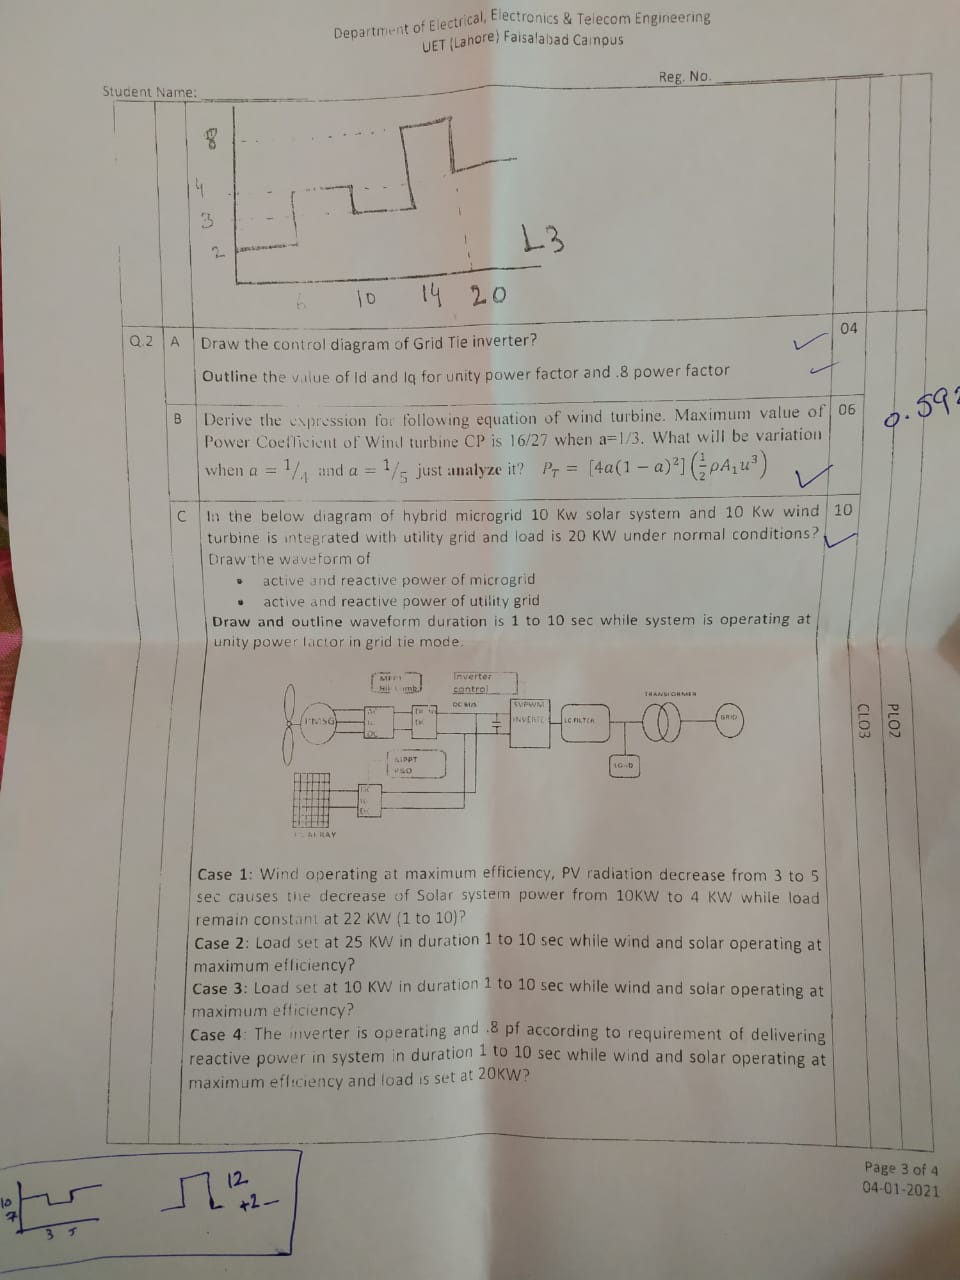 Department of Electrical, Electronics & Telecom Engineering
UET (Lahore) Faisalabad Campus
Reg. No.
Student Name:
8
4
3
2
L3
6 10 14 20
Q.2 A Draw the control diagram of Grid Tie inverter? 04
Outline the value of Id and Iq for unity power factor and .8 power factor
B Derive the expression for following equation of wind turbine. Maximum value of 06
Power Coefficient of Wind turbine CP is 16/27 when a=1/3. What will be variation
when a = 1/4 and a = 1/5 just analyze it? P_T = [4a(1 − a)²] (½ρA₁u³)
0.592
C In the below diagram of hybrid microgrid 10 Kw solar system and 10 Kw wind 10
turbine is integrated with utility grid and load is 20 KW under normal conditions?
Draw the waveform of
• active and reactive power of microgrid
• active and reactive power of utility grid
Draw and outline waveform duration is 1 to 10 sec while system is operating at
unity power factor in grid tie mode.
CLO3
PLO2
MPPT
Inverter
control
DC BUS
TRANSFORMER
PMSG
SVPWM
INVERTER
LC FILTER
GRID
LOAD
MPPT
P&O
DC
ARRAY
Case 1: Wind operating at maximum efficiency, PV radiation decrease from 3 to 5
sec causes the decrease of Solar system power from 10KW to 4 KW while load
remain constant at 22 KW (1 to 10)?
Case 2: Load set at 25 KW in duration 1 to 10 sec while wind and solar operating at
maximum efficiency?
Case 3: Load set at 10 KW in duration 1 to 10 sec while wind and solar operating at
maximum efficiency?
Case 4: The inverter is operating and .8 pf according to requirement of delivering
reactive power in system in duration 1 to 10 sec while wind and solar operating at
maximum efficiency and load is set at 20KW?
Page 3 of 4
04-01-2021
10
7
3 5
12
+2-